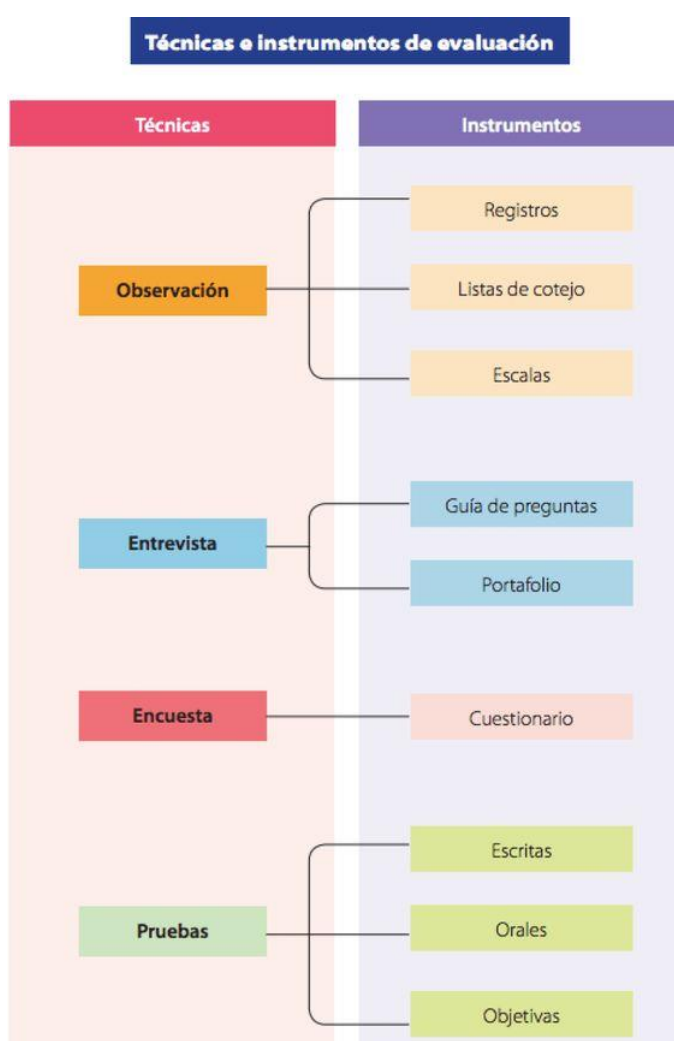 Técnicas e instrumentos de evaluación
Técnicas
Instrumentos
Observación
Registros
Listas de cotejo
Escalas
Entrevista
Guía de preguntas
Portafolio
Encuesta
Cuestionario
Pruebas
Escritas
Orales
Objetivas